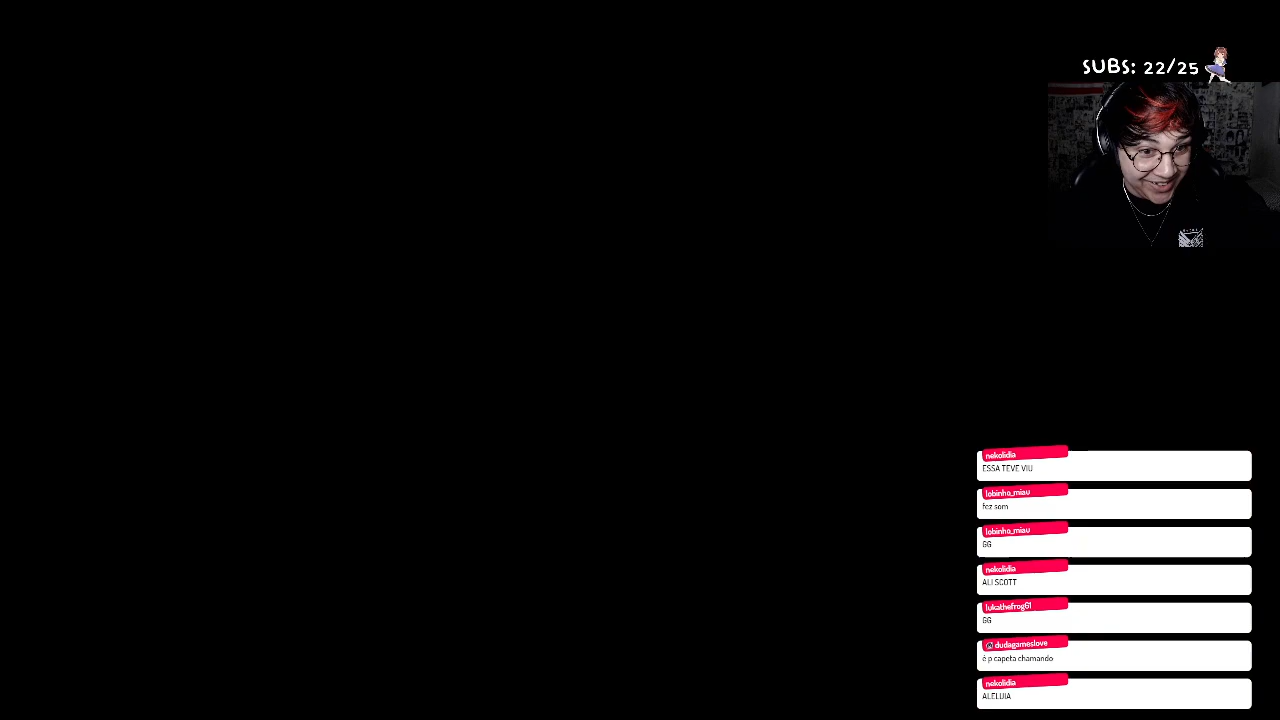 SUBS: 22/25
nekolidia
ESSA TEVE VIU
lobinho_miau
fez som
lobinho_miau
GG
nekolidia
ALI SCOTT
lukathefrog61
GG
dudagameslove
é p capeta chamando
nekolidia
ALELUIA